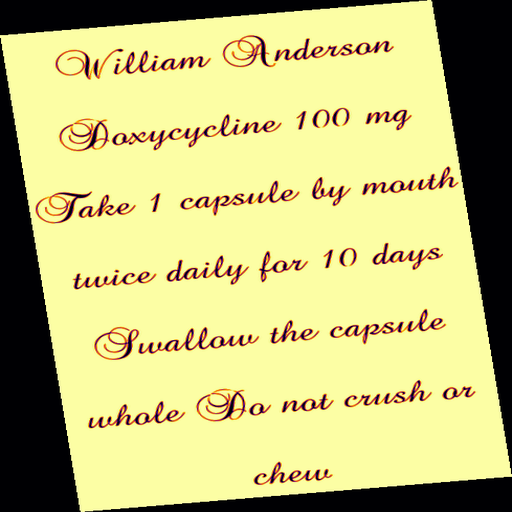 William Anderson
Doxycycline 100 mg
Take 1 capsule by mouth
twice daily for 10 days
Swallow the capsule
whole Do not crush or
chew